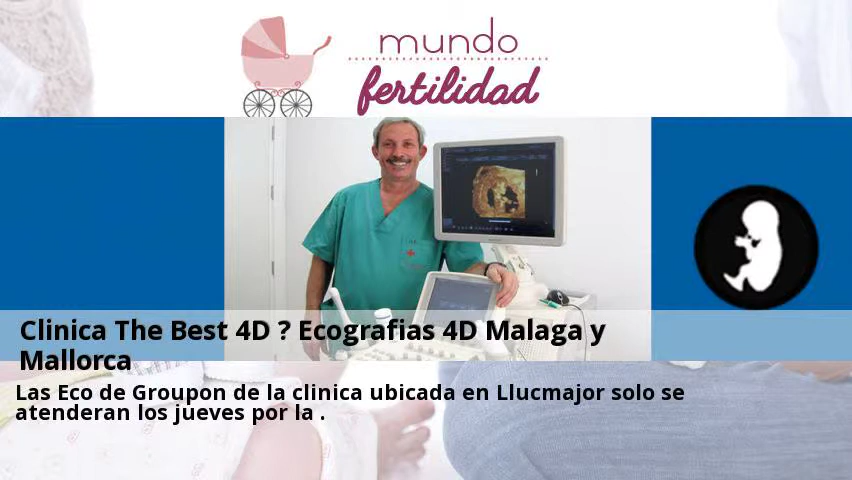 mundo
fertilidad
Clinica The Best 4D ? Ecografias 4D Malaga y
Mallorca
Las Eco de Groupon de la clinica ubicada en Llucmajor solo se
atenderan los jueves por la .